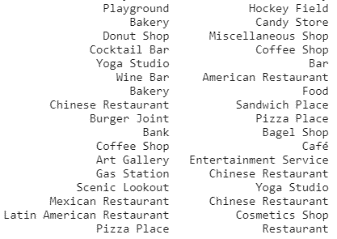 Playground Hockey Field
Bakery Candy Store
Donut Shop Miscellaneous Shop
Cocktail Bar Coffee Shop
Yoga Studio Bar
Wine Bar American Restaurant
Bakery Food
Chinese Restaurant Sandwich Place
Burger Joint Pizza Place
Bank Bagel Shop
Coffee Shop Café
Art Gallery Entertainment Service
Gas Station Chinese Restaurant
Scenic Lookout Yoga Studio
Mexican Restaurant Chinese Restaurant
Latin American Restaurant Cosmetics Shop
Pizza Place Restaurant